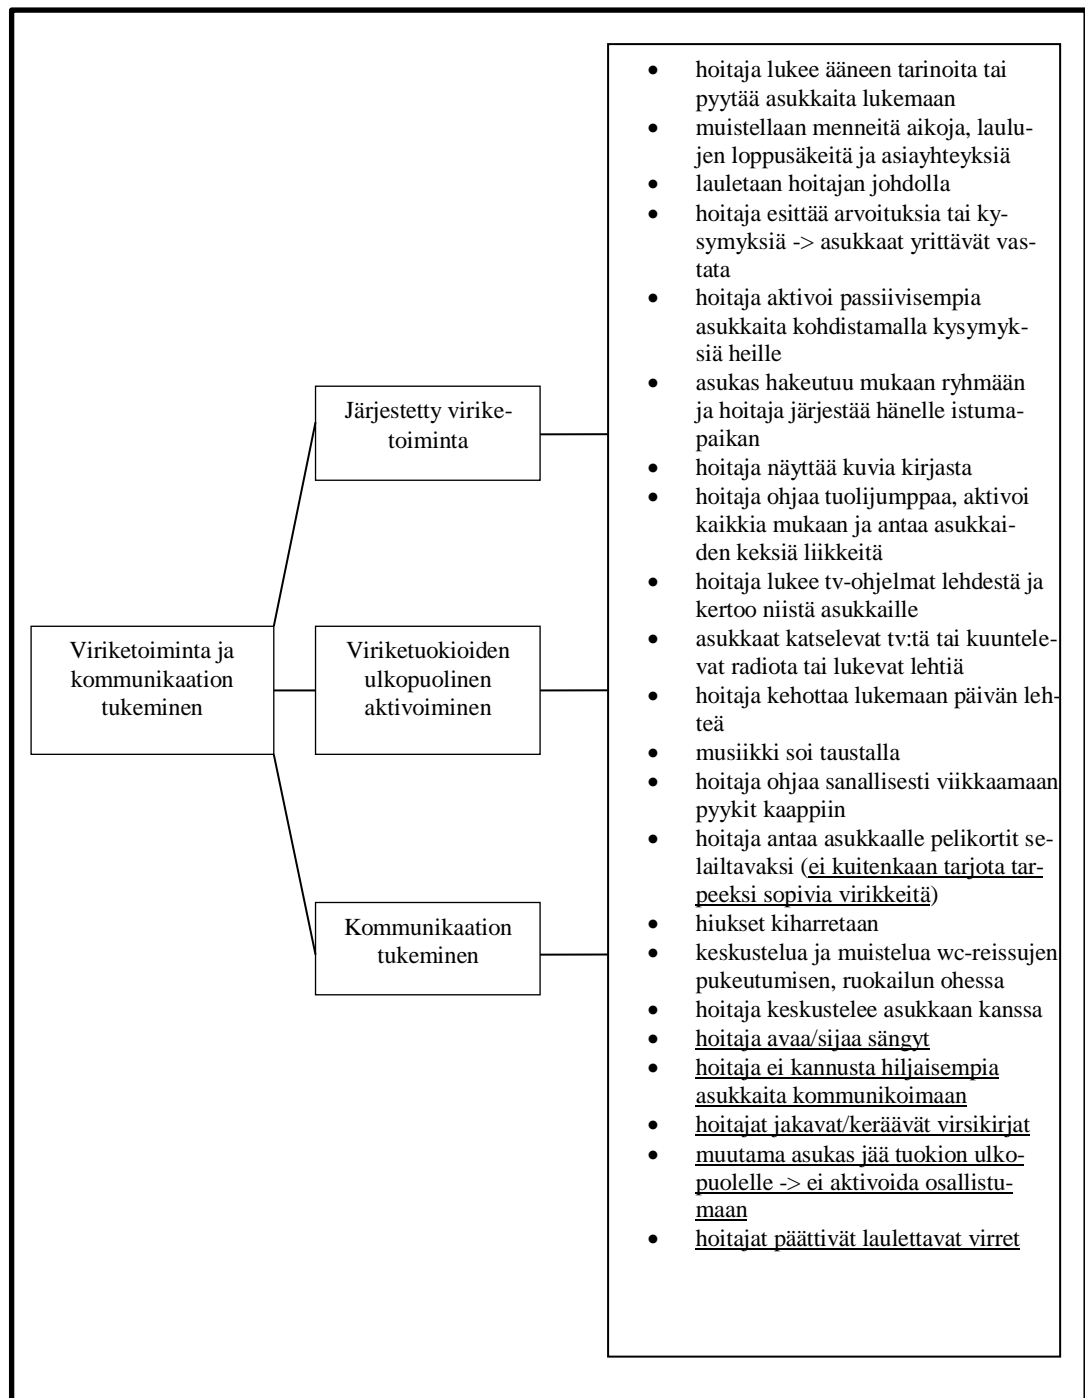 Viriketoiminta ja
kommunikaation
tukeminen
Järjestetty virike-
toiminta
Viriketuokioiden
ulkopuolinen
aktivoiminen
Kommunikaation
tukeminen
• hoitaja lukee ääneen tarinoita tai
pyytää asukkaita lukemaan
• muistellaan menneitä aikoja, laulu-
jen loppusäkeitä ja asiayhteyksiä
• lauletaan hoitajan johdolla
• hoitaja esittää arvoituksia tai ky-
symyksiä -> asukkaat yrittävät vas-
tata
• hoitaja aktivoi passiivisempia
asukkaita kohdistamalla kysymyk-
siä heille
• asukas hakeutuu mukaan ryhmään
ja hoitaja järjestää hänelle istuma-
paikan
• hoitaja näyttää kuvia kirjasta
• hoitaja ohjaa tuolijumppaa, aktivoi
kaikkia mukaan ja antaa asukkai-
den keksiä liikkeitä
• hoitaja lukee tv-ohjelmat lehdestä ja
kertoo niistä asukkaille
• asukkaat katselevat tv:tä tai kuunte-
levat radiota tai lukevat lehtiä
• hoitaja kehottaa lukemaan päivän leh-
teä
• musiikki soi taustalla
• hoitaja ohjaa sanallisesti viikkaamaan
pyykit kaappiin
• hoitaja antaa asukkaalle pelikortit se-
lailtavaksi (ei kuitenkaan tarjota tar-
peeksi sopivia virikkeitä)
• hiukset kiharretaan
• keskustelua ja muistelua wc-reissujen
pukeutumisen, ruokailun ohessa
• hoitaja keskustelee asukkaan kanssa
• hoitaja avaa/sijaa sängyt
• hoitaja ei kannusta hiljaisempia
asukkaita kommunikoimaan
• hoitajat jakavat/keräävät virsikirjat
• muutama asukas jää tuokion ulko-
puolelle -> ei aktivoida osallistu-
maan
• hoitajat päättivät laulettavat virret